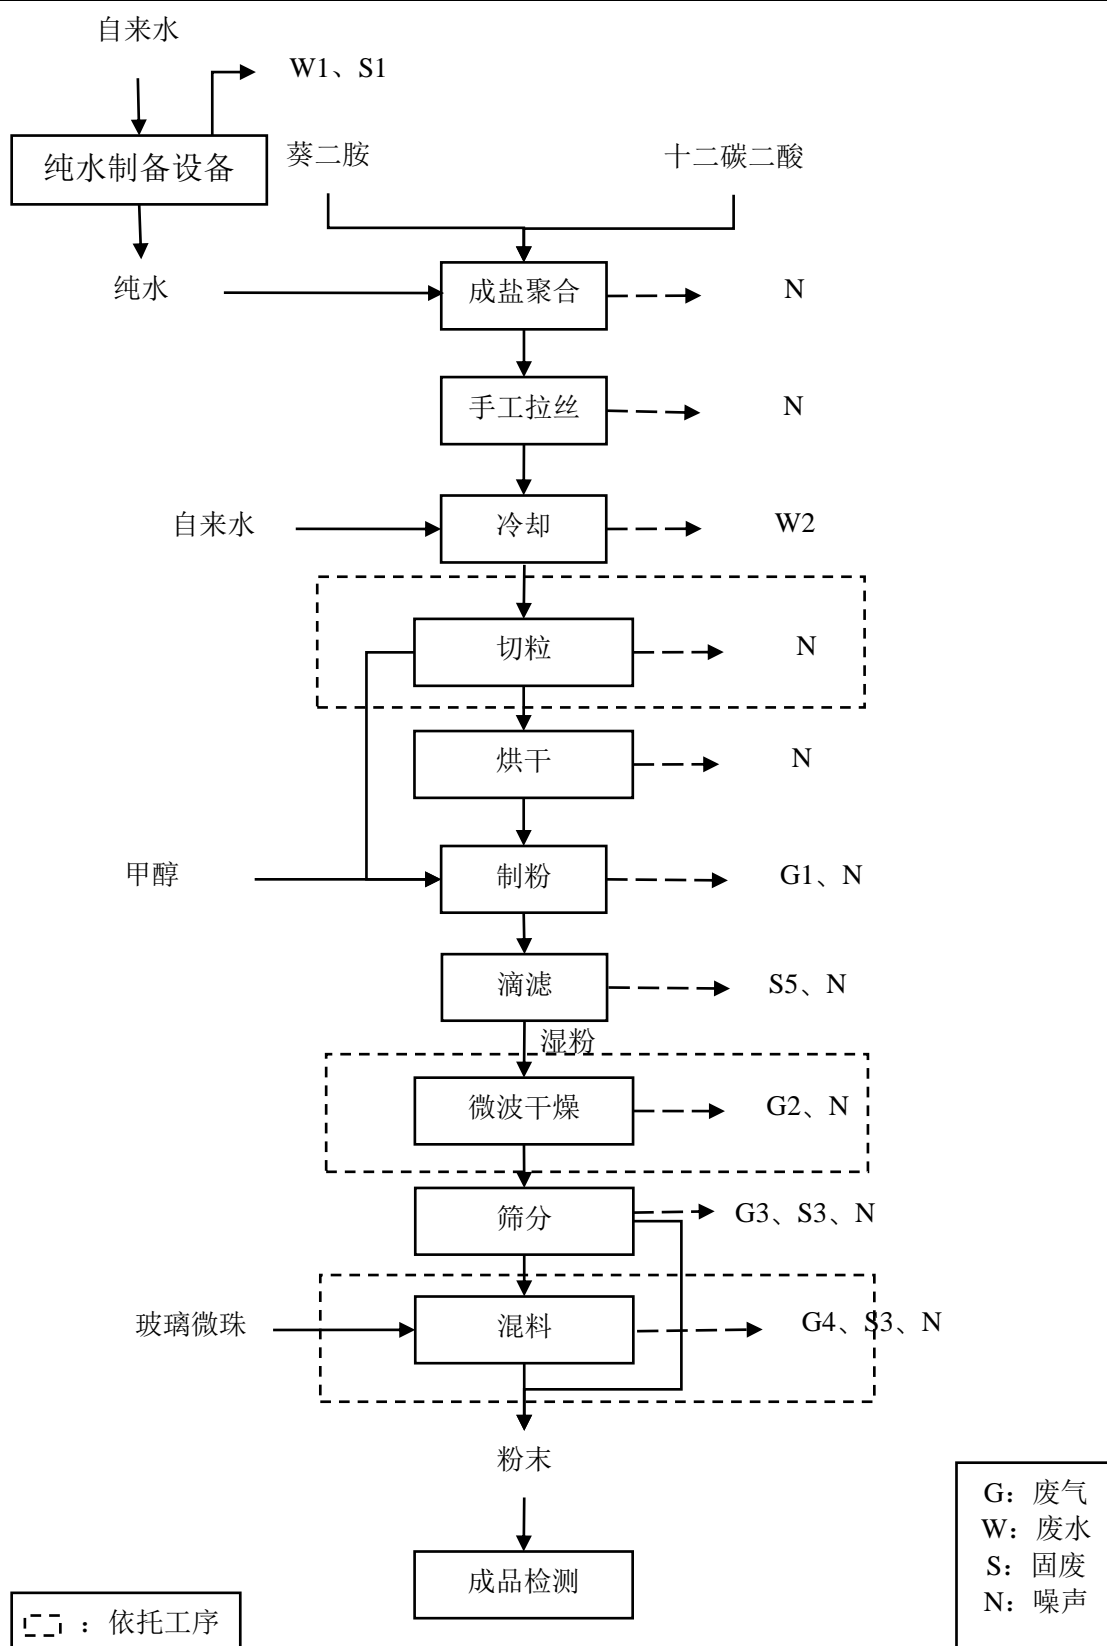 自来水
W1、S1
纯水制备设备
葵二胺
十二碳二酸
纯水
成盐聚合
N
手工拉丝
N
自来水
冷却
W2
切粒
N
烘干
N
甲醇
制粉
G1、N
滴滤
S5、N
湿粉
微波干燥
G2、N
筛分
G3、S3、N
玻璃微珠
混料
G4、S3、N
粉末
成品检测
G：废气
W：废水
S：固废
N：噪声
：依托工序